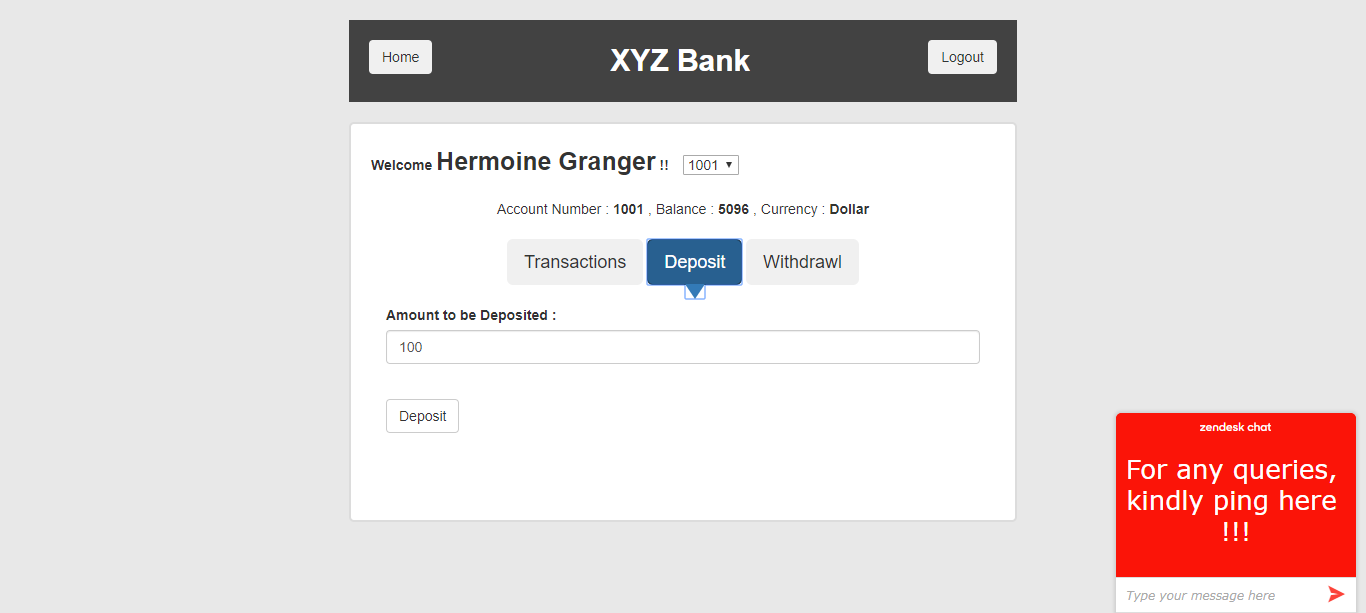 Home
XYZ Bank
Logout
Welcome Hermoine Granger !! 1001
Account Number : 1001 , Balance : 5096 , Currency : Dollar
Transactions
Deposit
Withdrawl
Amount to be Deposited :
100
Deposit
zendesk chat
For any queries,
kindly ping here
!!!
Type your message here